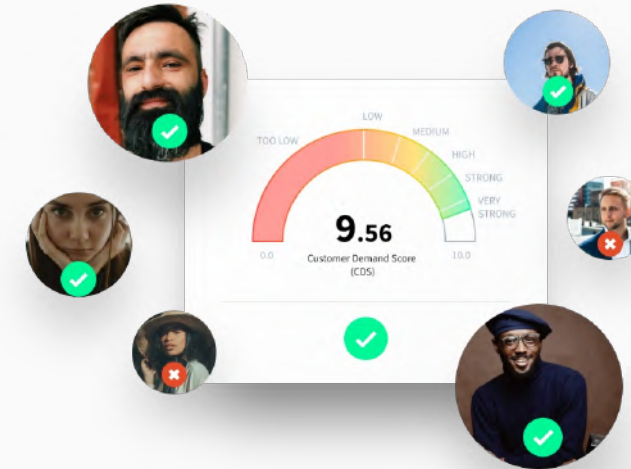 LOW
MEDIUM
TOO LOW
HIGH
STRONG
VERY
STRONG
9.56
0.0
Customer Demand Score
10.0
(CDS)